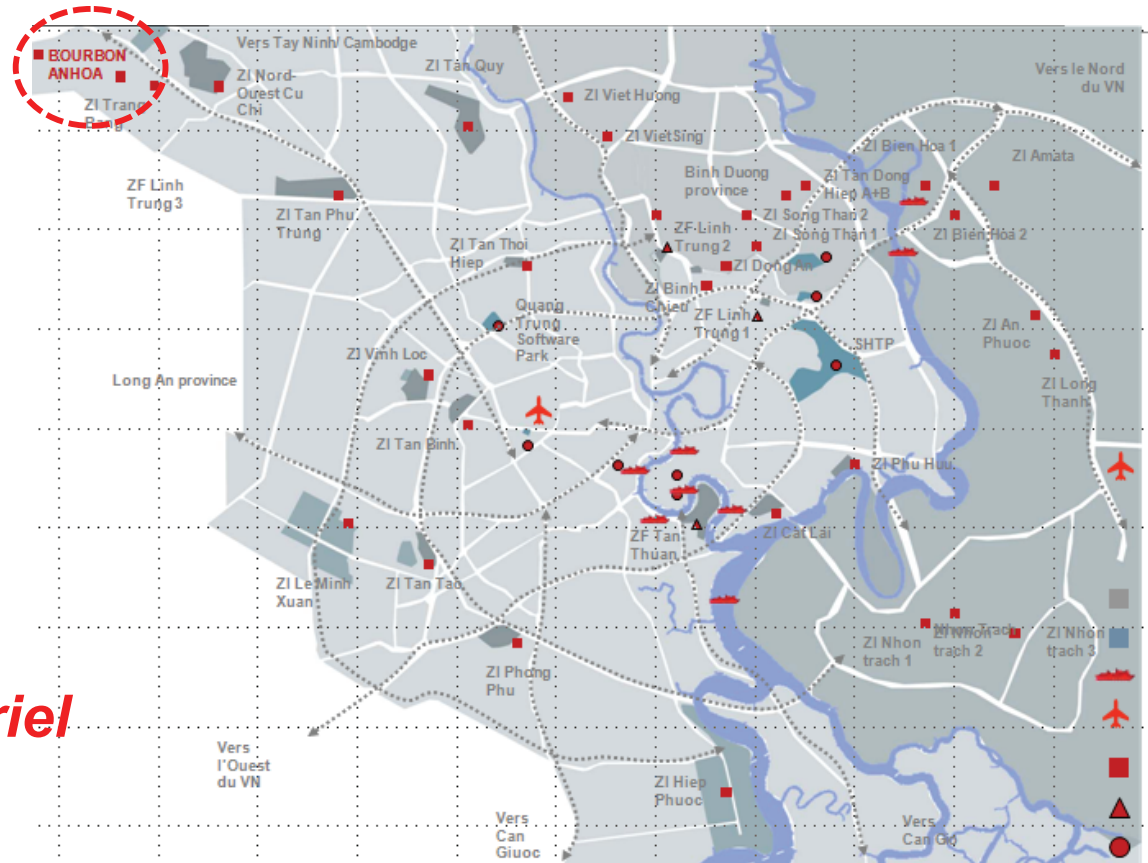 BOURBON
ANHOA
Vers Tay Ninh/ Cambodge
ZI Nord-
Ouest Cu
Chi
ZI Trang
Bang
ZI Tan Quy
ZI Viet Huong
ZI VietSing
Vers le Nord
du VN
ZI Bien Hoa 1
ZI Amata
Binh Duong
province
ZI Tan Dong
Hiep A+B
ZF Linh
Trung 3
ZI Tan Phu
Trung
ZI Song Than 2
ZI Song Than 1
ZF Linh
Trung 2
ZI Bien Hoa 2
ZI Tan Thoi
Hiep
ZI Dong An
ZI Binh
Chieu
Quang
Trung
Software
Park
ZF Linh
Trung 1
SHTP
ZI An
Phuoc
ZI Vinh Loc
Long An province
ZI Long
Thanh
ZI Tan Binh
ZI Phu Huu
ZF Tan
Thuan
ZI Cat Lai
ZI Le Minh
Xuan
ZI Tan Tao
ZI Nhon
trach 1
Nhon Trach
ZI Nhon
trach 2
ZI Nhon
trach 3
ZI Phong
Phu
riel
Vers
l'Ouest
du VN
ZI Hiep
Phuoc
Vers
Can
Giuoc
Vers
Can Gio